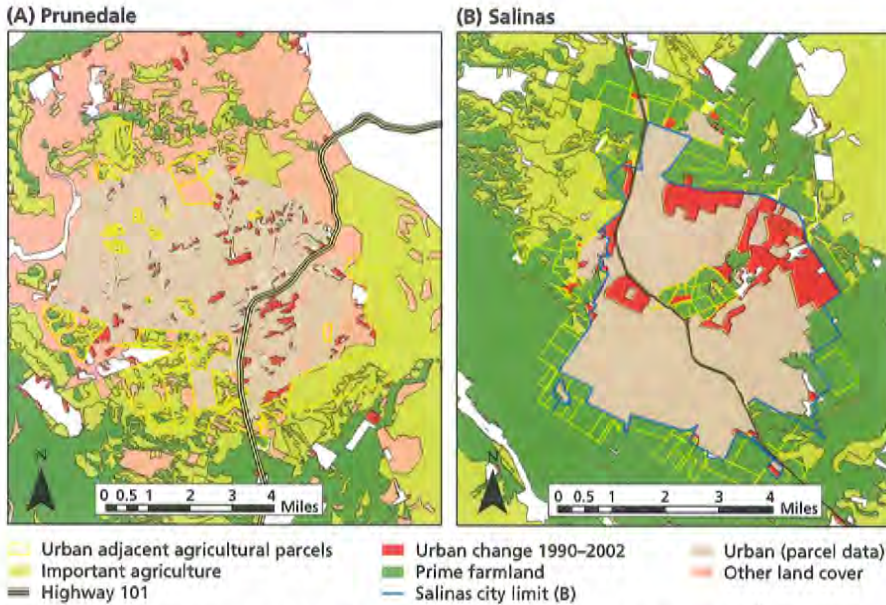 (A) Prunedale
(B) Salinas
N
0 0.5 1 2 3 4
Miles
N
0 0.5 1 2 3 4
Miles
Urban adjacent agricultural parcels
Important agriculture
Highway 101
Urban change 1990–2002
Prime farmland
Salinas city limit (B)
Urban (parcel data)
Other land cover